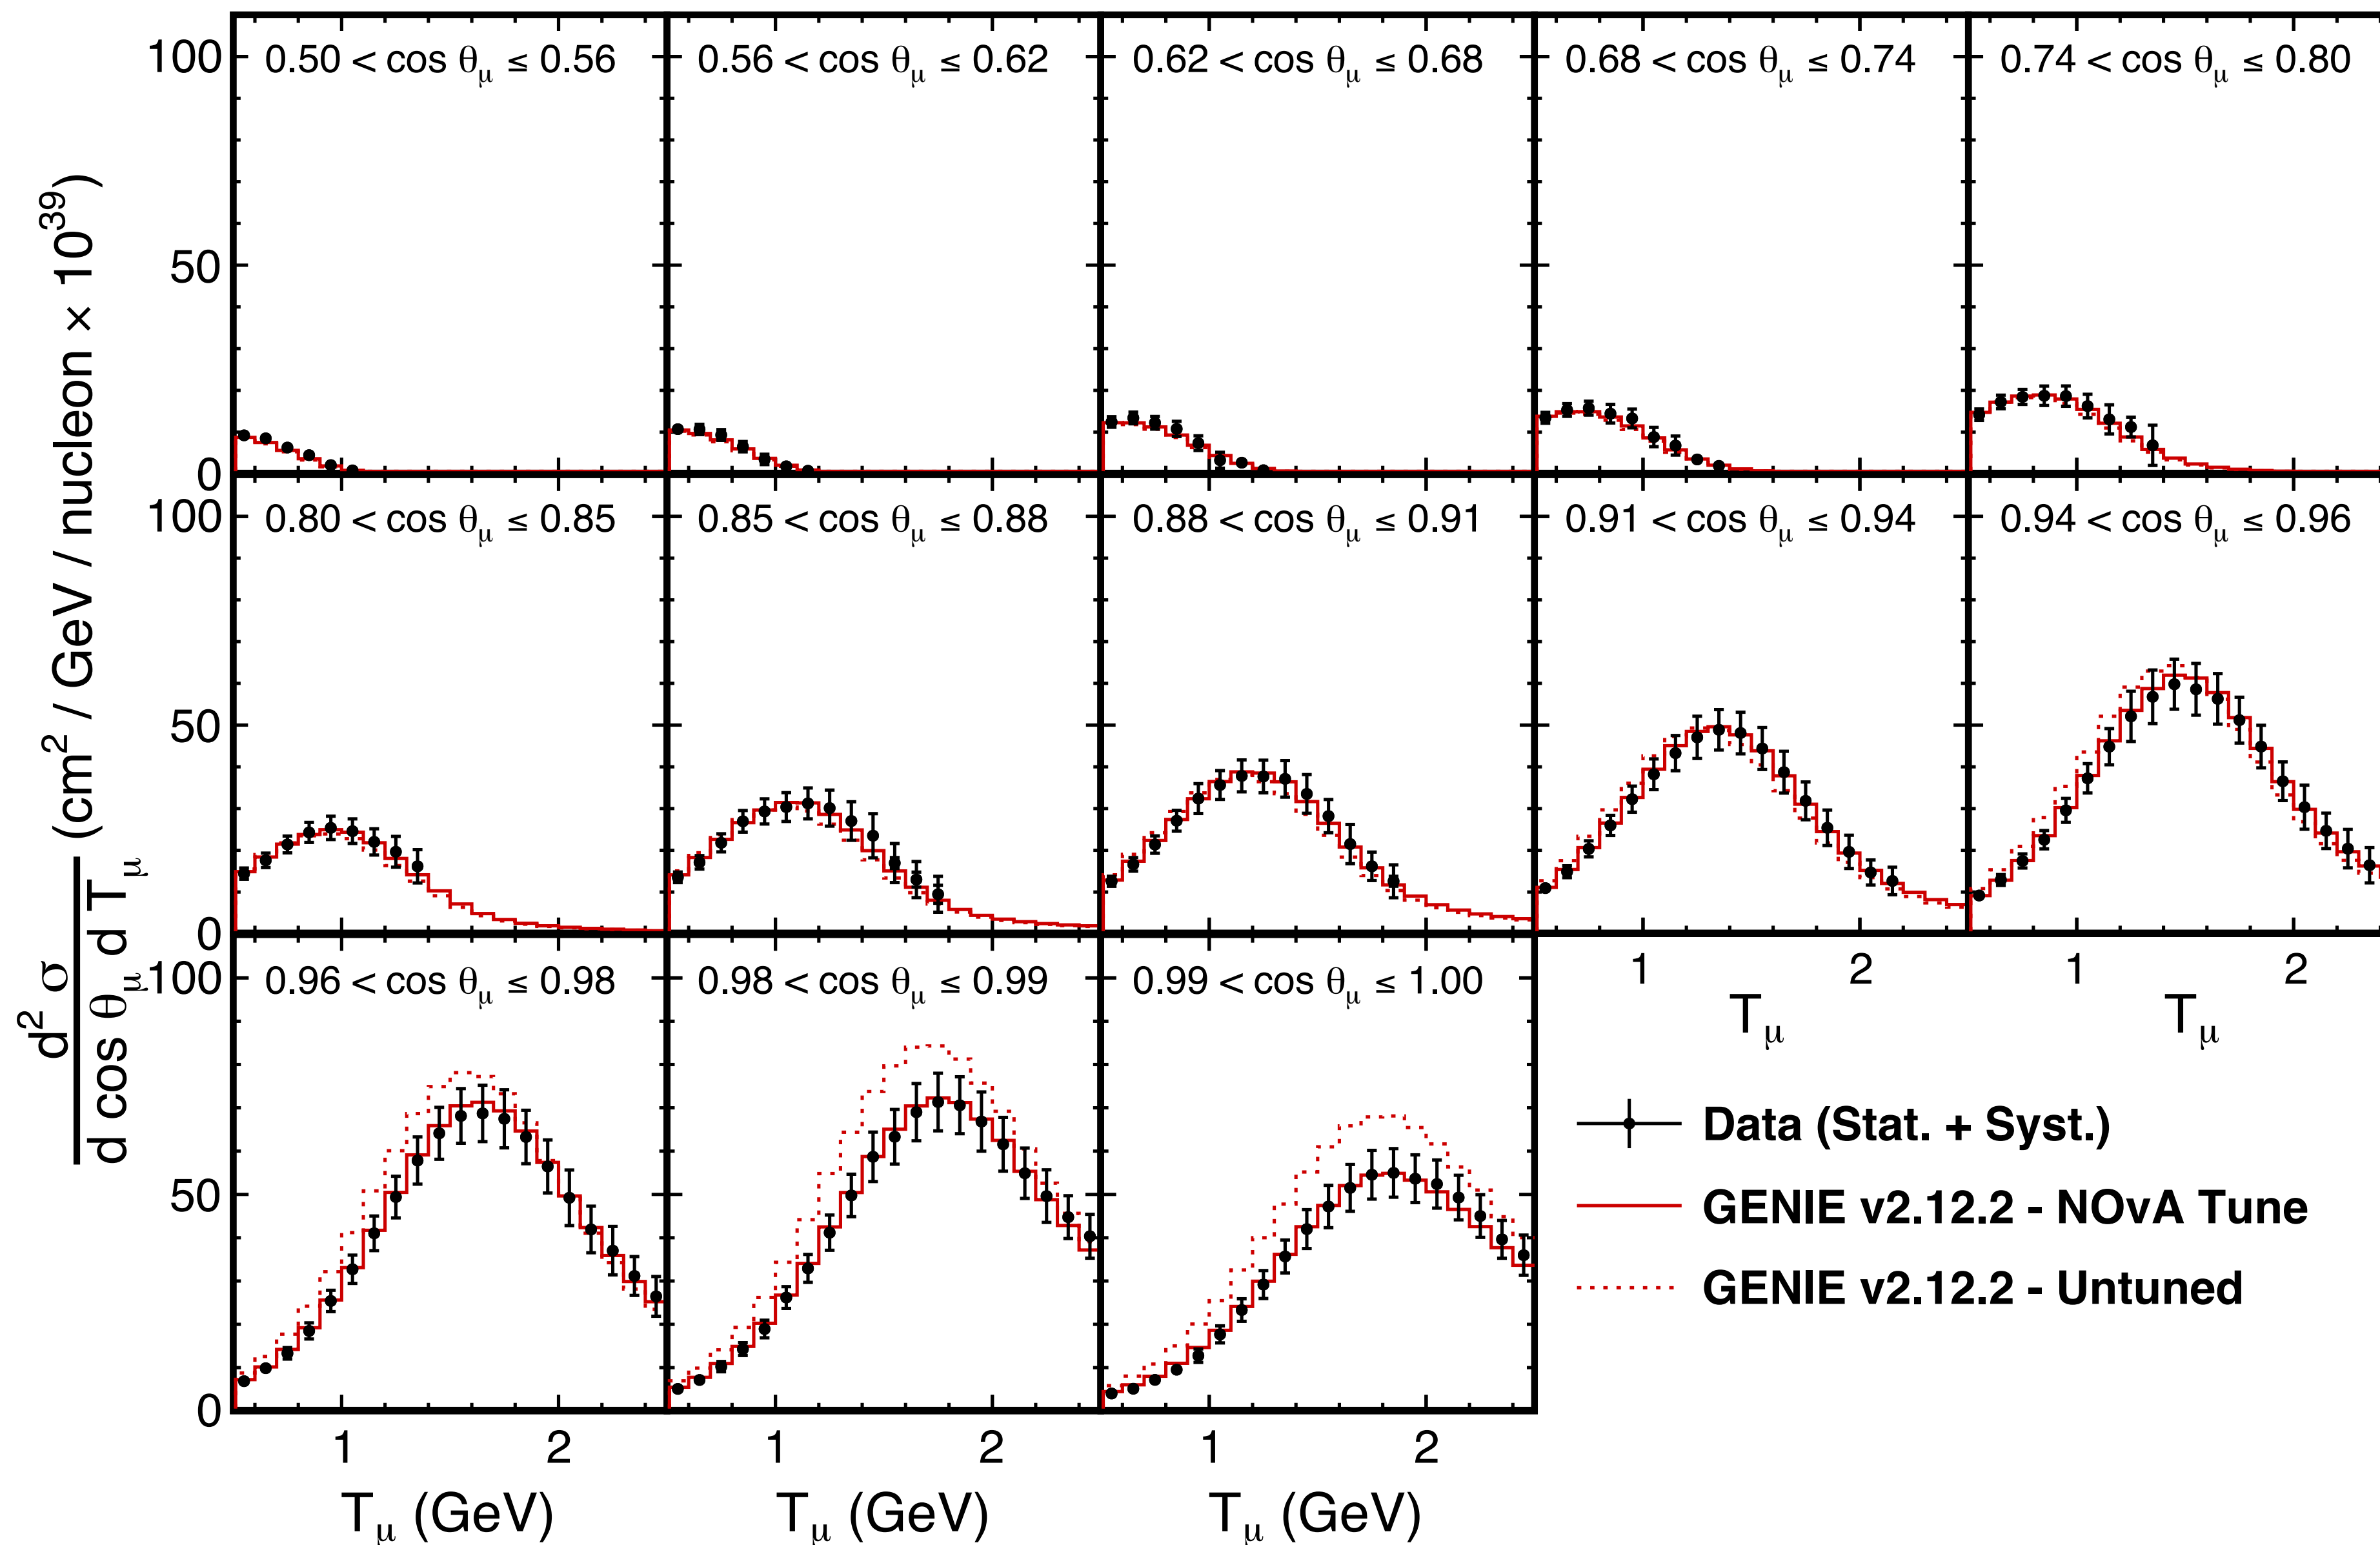 0.50 < cos θμ ≤ 0.56
0.56 < cos θμ ≤ 0.62
0.62 < cos θμ ≤ 0.68
0.68 < cos θμ ≤ 0.74
0.74 < cos θμ ≤ 0.80
100
50
0
0.80 < cos θμ ≤ 0.85
0.85 < cos θμ ≤ 0.88
0.88 < cos θμ ≤ 0.91
0.91 < cos θμ ≤ 0.94
0.94 < cos θμ ≤ 0.96
100
50
0
1 2
Tμ
1 2
Tμ
0.96 < cos θμ ≤ 0.98
0.98 < cos θμ ≤ 0.99
0.99 < cos θμ ≤ 1.00
100
50
0
1 2
Tμ (GeV)
1 2
Tμ (GeV)
1 2
Tμ (GeV)
d² σ
d cos θμ d Tμ
(cm² / GeV / nucleon × 10³⁹)
Data (Stat. + Syst.)
GENIE v2.12.2 - NOvA Tune
GENIE v2.12.2 - Untuned